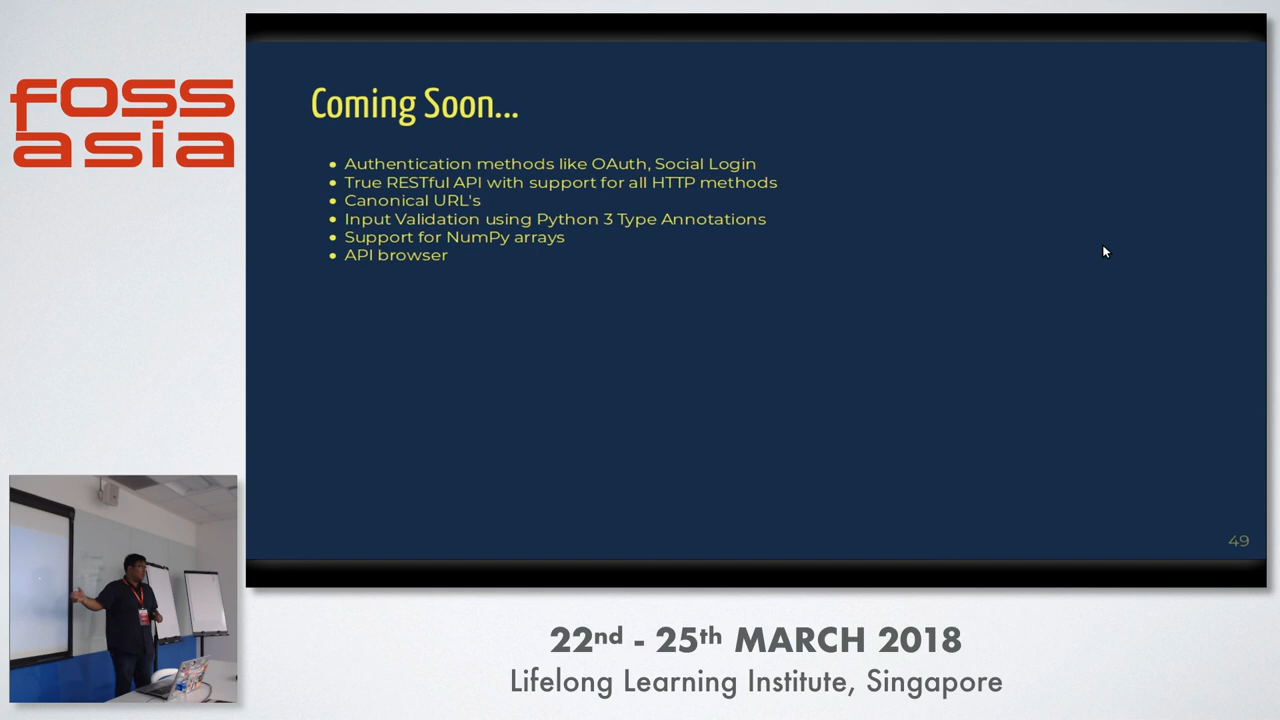 foss
asia
Coming Soon...
• Authentication methods like OAuth, Social Login
• True RESTful API with support for all HTTP methods
• Canonical URL's
• Input Validation using Python 3 Type Annotations
• Support for NumPy arrays
• API browser
49
22nd - 25th MARCH 2018
Lifelong Learning Institute, Singapore